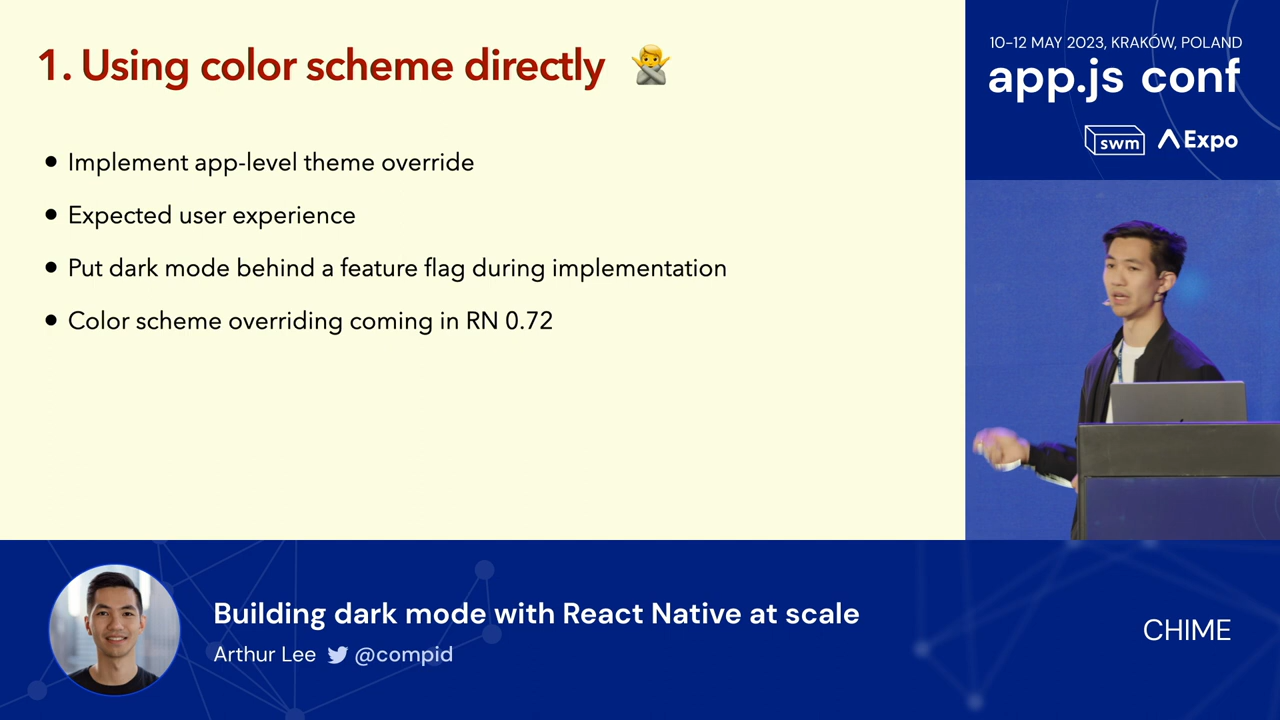 1. Using color scheme directly 🙅
• Implement app-level theme override
• Expected user experience
• Put dark mode behind a feature flag during implementation
• Color scheme overriding coming in RN 0.72
10-12 MAY 2023, KRAKÓW, POLAND
app.js conf
swm Expo
Building dark mode with React Native at scale
Arthur Lee @compid
CHIME